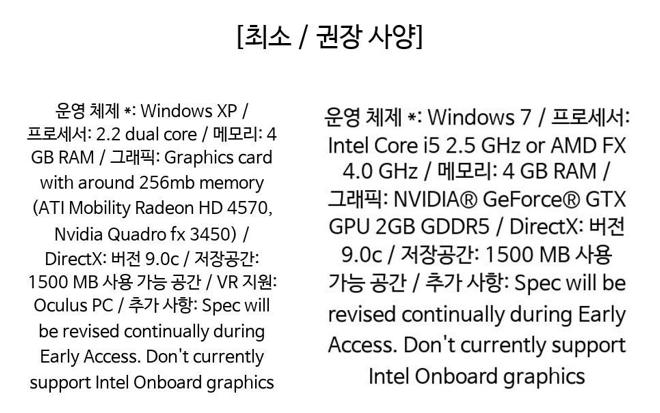 [최소 / 권장 사양]
운영 체제 *: Windows XP /
프로세서: 2.2 dual core / 메모리: 4
GB RAM / 그래픽: Graphics card
with around 256mb memory
(ATI Mobility Radeon HD 4570,
Nvidia Quadro fx 3450) /
DirectX: 버전 9.0c / 저장공간:
1500 MB 사용 가능 공간 / VR 지원:
Oculus PC / 추가 사항: Spec will
be revised continually during
Early Access. Don't currently
support Intel Onboard graphics
운영 체제 *: Windows 7 / 프로세서:
Intel Core i5 2.5 GHz or AMD FX
4.0 GHz / 메모리: 4 GB RAM /
그래픽: NVIDIA® GeForce® GTX
GPU 2GB GDDR5 / DirectX: 버전
9.0c / 저장공간: 1500 MB 사용
가능 공간 / 추가 사항: Spec will be
revised continually during Early
Access. Don't currently support
Intel Onboard graphics